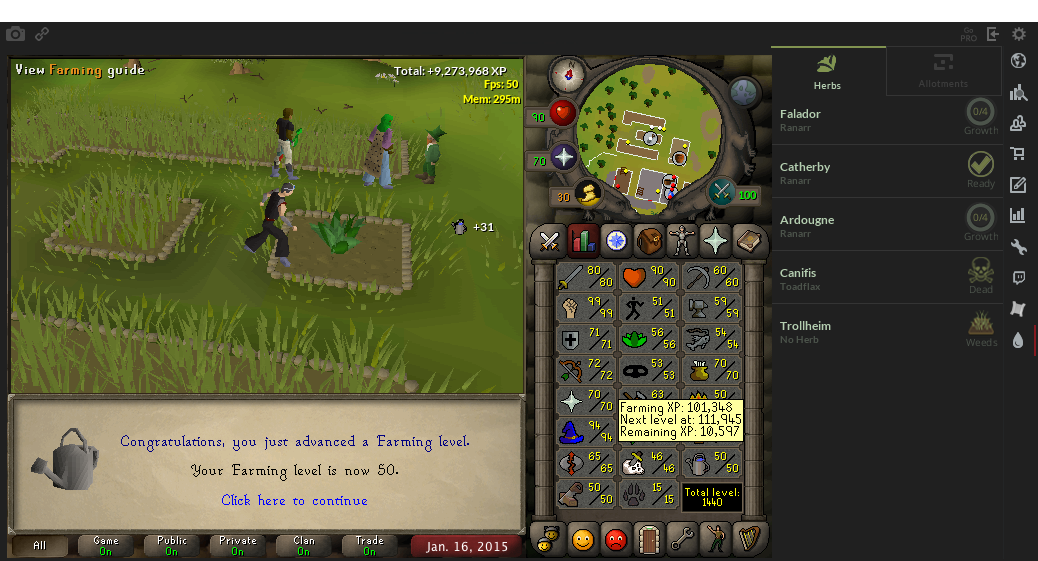 Go
PRO
View Farming guide
Total: +9,273,968 XP
Fps: 50
Mem: 295m
+31
N
90
70
30
100
Herbs
Allotments
Falador
Ranarr
0/4
Growth
Catherby
Ranarr
Ready
Ardougne
Ranarr
0/4
Growth
Canifis
Toadflax
Dead
Trollheim
No Herb
Weeds
80/80
90/90
60/60
99/99
51/51
59/59
71/71
56/56
54/54
72/72
53/53
70/70
70/70
63
50
94/94
Farming XP: 101,348
Next level at: 111,945
Remaining XP: 10,597
65/65
46/46
50/50
50/50
15/15
Total level:
1440
Congratulations, you just advanced a Farming level.
Your Farming level is now 50.
Click here to continue
All
Game
On
Public
On
Private
On
Clan
On
Trade
On
Jan. 16, 2015